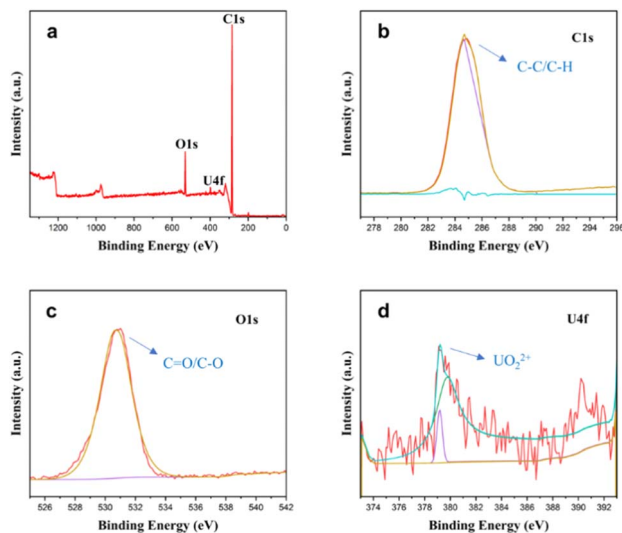 a
C1s
O1s
U4f
Intensity (a.u.)
1200 1000 800 600 400 200 0
Binding Energy (eV)
b
C1s
C-C/C-H
Intensity (a.u.)
278 280 282 284 286 288 290 292 294 296
Binding Energy (eV)
c
O1s
C=O/C-O
Intensity (a.u.)
526 528 530 532 534 536 538 540 542
Binding Energy (eV)
d
U4f
UO₂²⁺
Intensity (a.u.)
374 376 378 380 382 384 386 388 390 392
Binding Energy (eV)